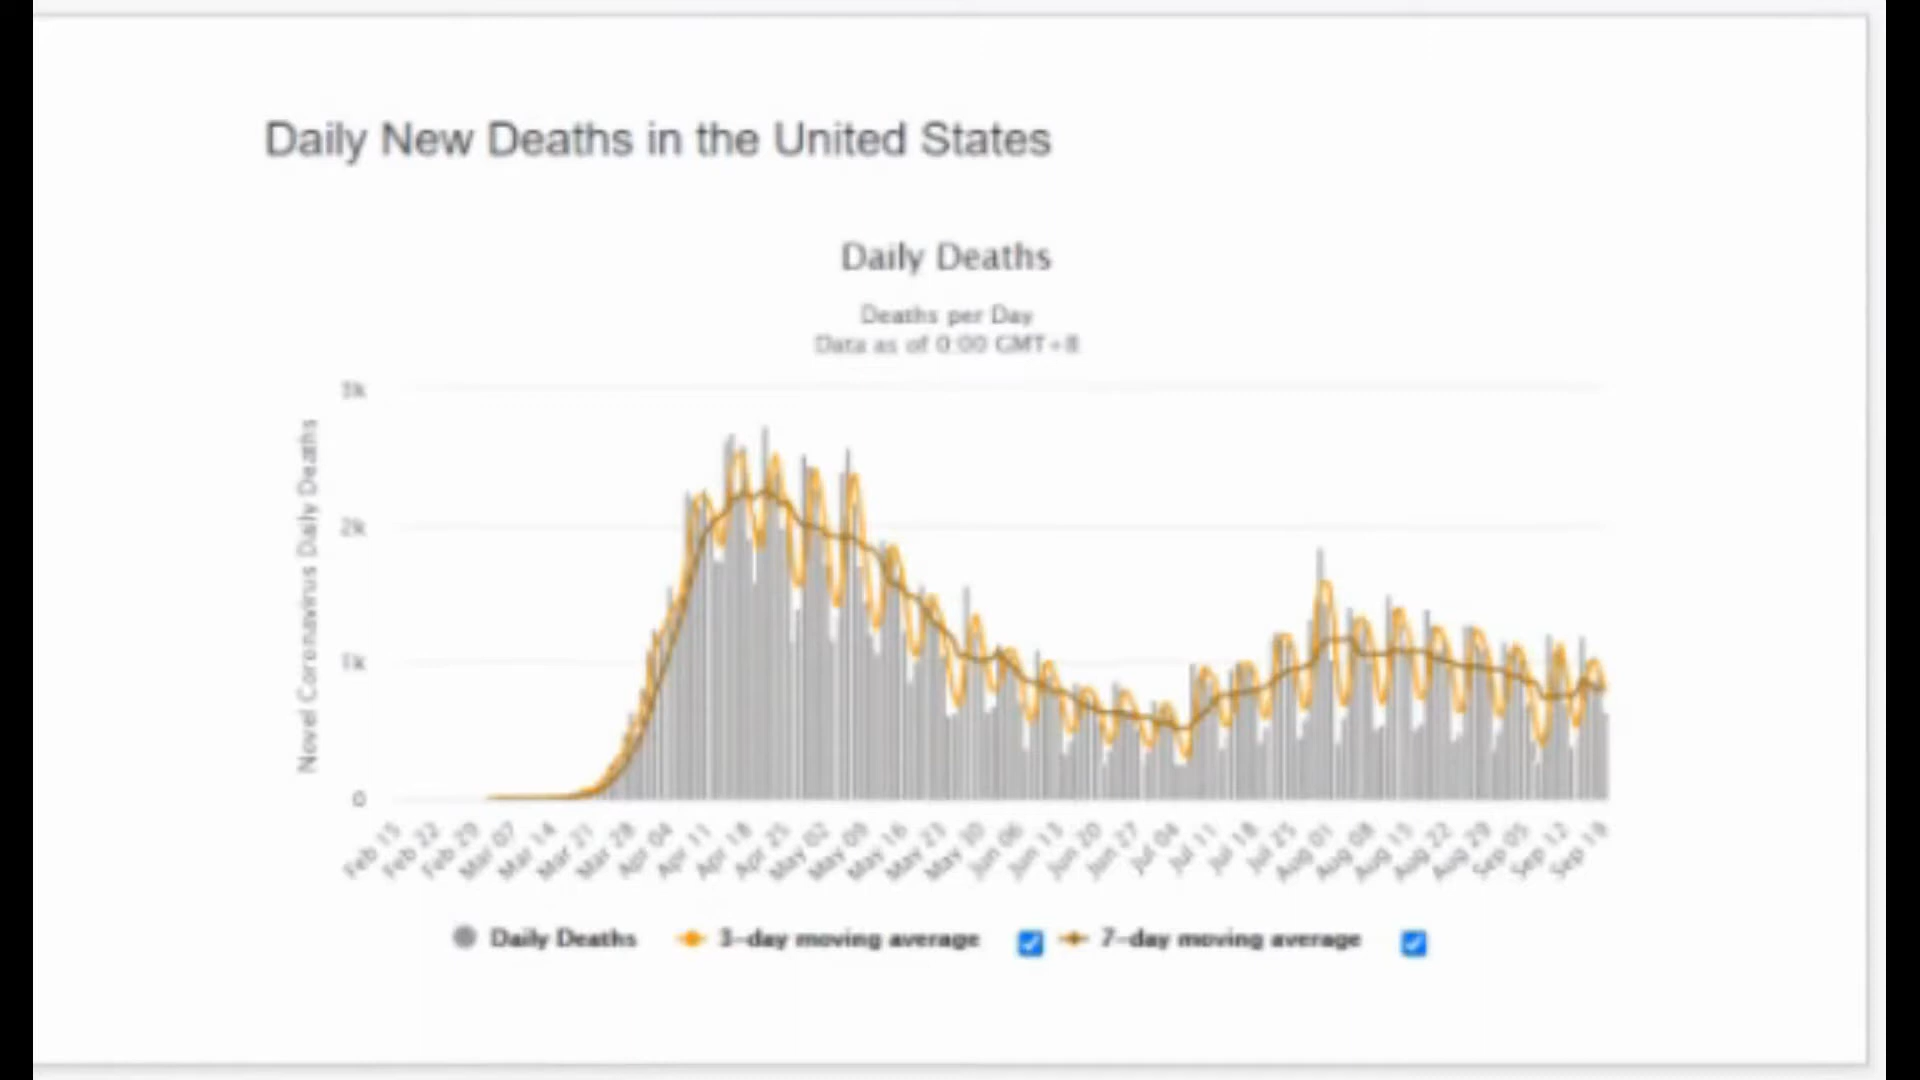 Daily New Deaths in the United States
Daily Deaths
Deaths per Day
Data as of 0:00 GMT+8
Novel Coronavirus Daily Deaths
3k
2k
1k
0
Feb 15
Feb 22
Feb 29
Mar 07
Mar 14
Mar 21
Mar 28
Apr 04
Apr 11
Apr 18
Apr 25
May 02
May 09
May 16
May 23
May 30
Jun 06
Jun 13
Jun 20
Jun 27
Jul 04
Jul 11
Jul 18
Jul 25
Aug 01
Aug 08
Aug 15
Aug 22
Aug 29
Sep 05
Sep 12
Sep 19
Daily Deaths
3-day moving average
7-day moving average